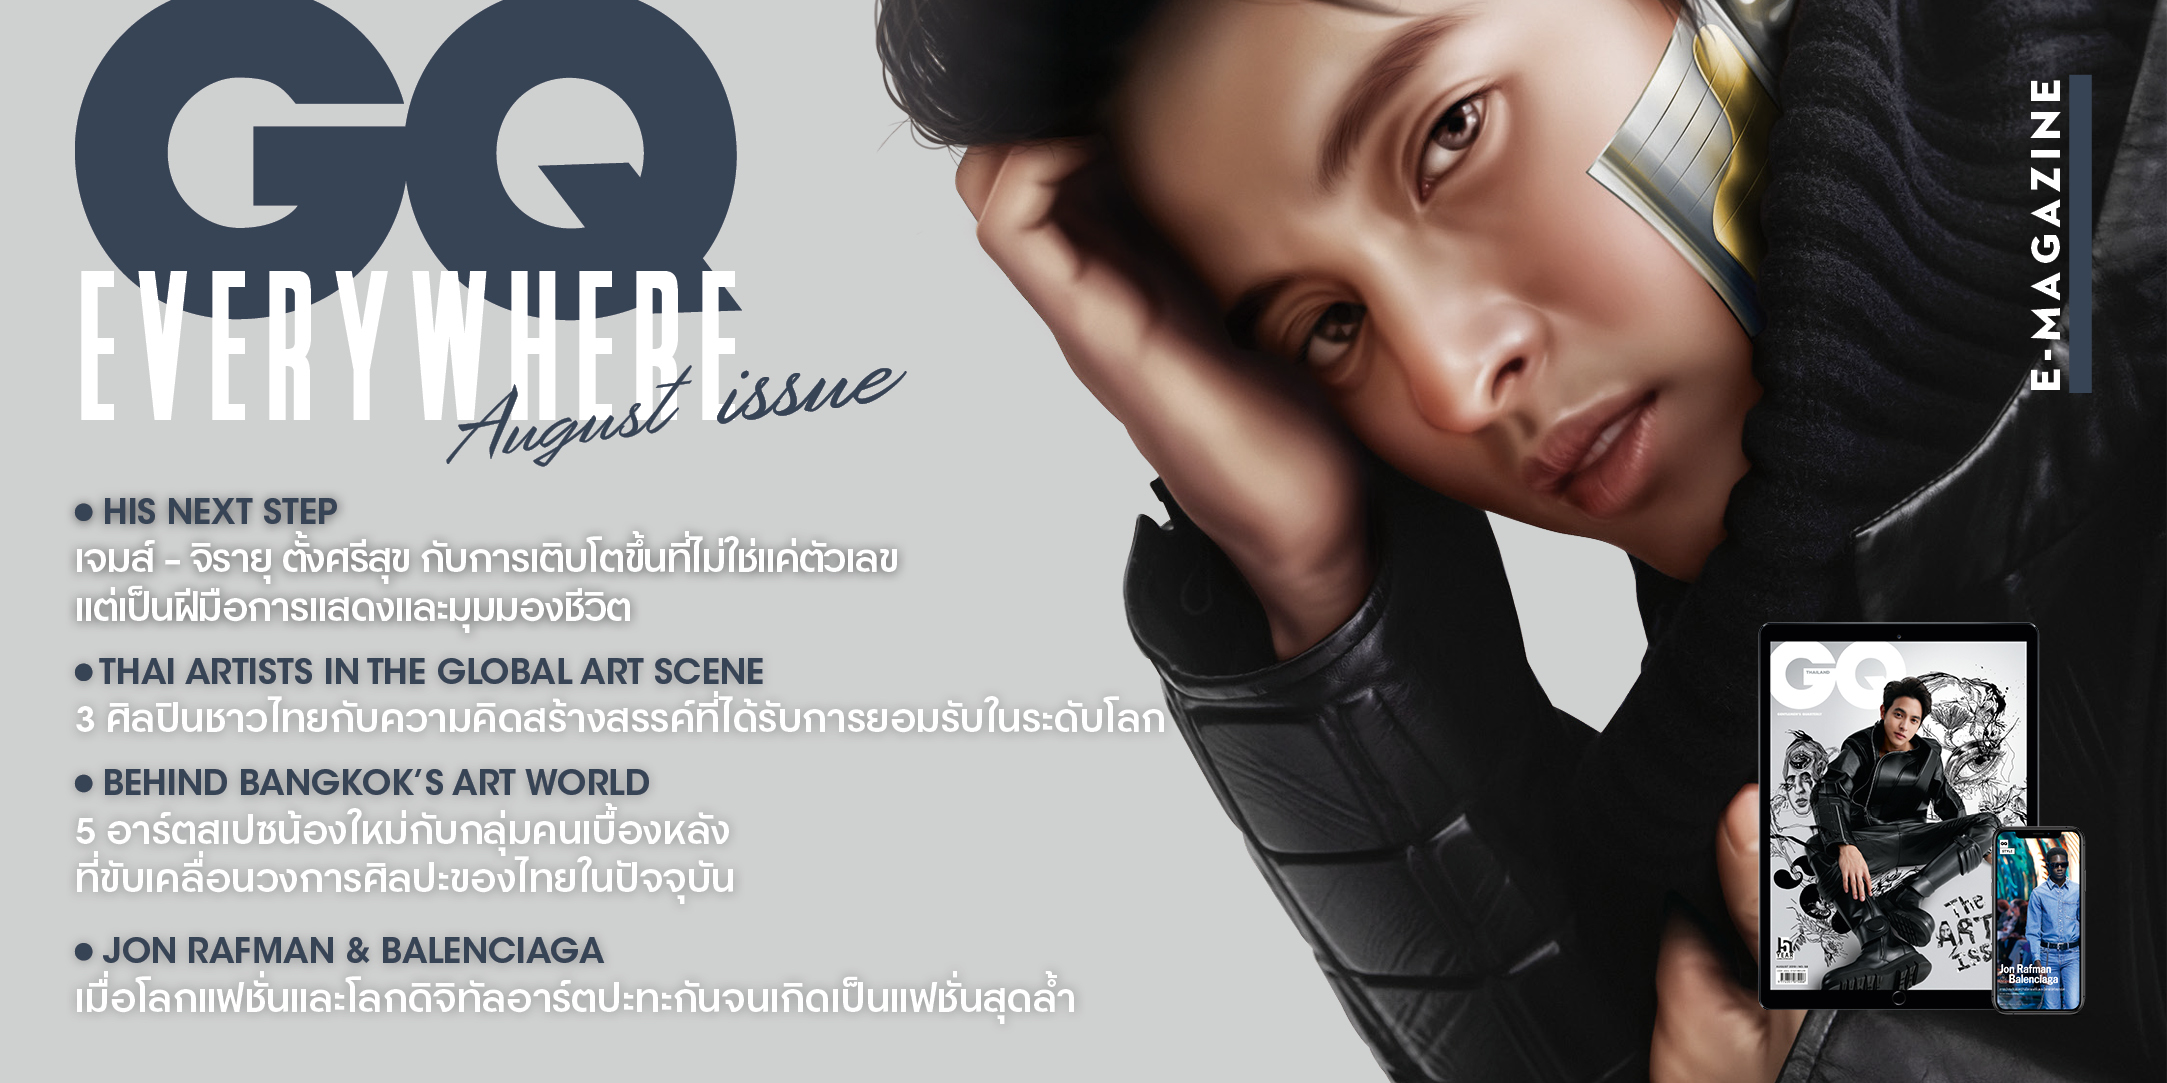 GQ
EVERYWHERE
August issue
E-MAGAZINE
● HIS NEXT STEP
เจมส์ – จิรายุ ตั้งศรีสุข กับการเติบโตขึ้นที่ไม่ใช่แค่ตัวเลข
แต่เป็นฝีมือการแสดงและมุมมองชีวิต
● THAI ARTISTS IN THE GLOBAL ART SCENE
3 ศิลปินชาวไทยกับความคิดสร้างสรรค์ที่ได้รับการยอมรับในระดับโลก
● BEHIND BANGKOK’S ART WORLD
5 อาร์ตสเปซน้องใหม่กับกลุ่มคนเบื้องหลัง
ที่ขับเคลื่อนวงการศิลปะของไทยในปัจจุบัน
● JON RAFMAN & BALENCIAGA
เมื่อโลกแฟชั่นและโลกดิจิทัลอาร์ตปะทะกันจนเกิดเป็นแฟชั่นสุดล้ำ
GQ
THAILAND
The
ART
ISS
YEAR
GQ
STYLE
Jon Rafman
Balenciaga